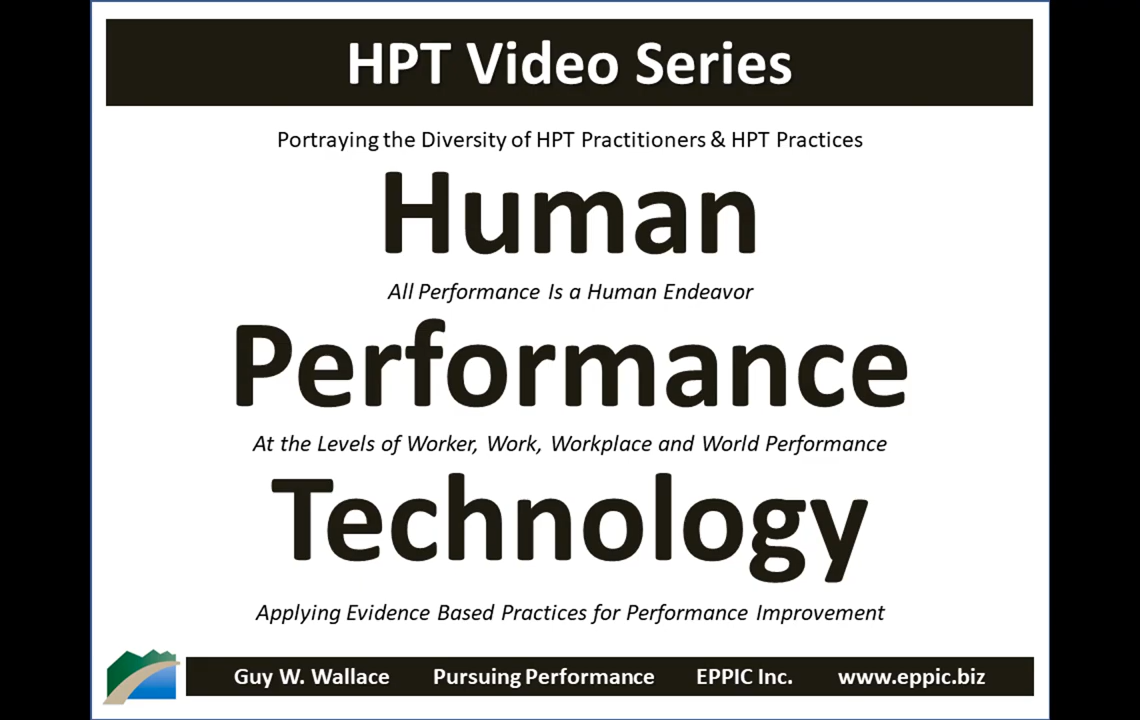 HPT Video Series
Portraying the Diversity of HPT Practitioners & HPT Practices
Human
All Performance Is a Human Endeavor
Performance
At the Levels of Worker, Work, Workplace and World Performance
Technology
Applying Evidence Based Practices for Performance Improvement
Guy W. Wallace Pursuing Performance EPPIC Inc. www.eppic.biz